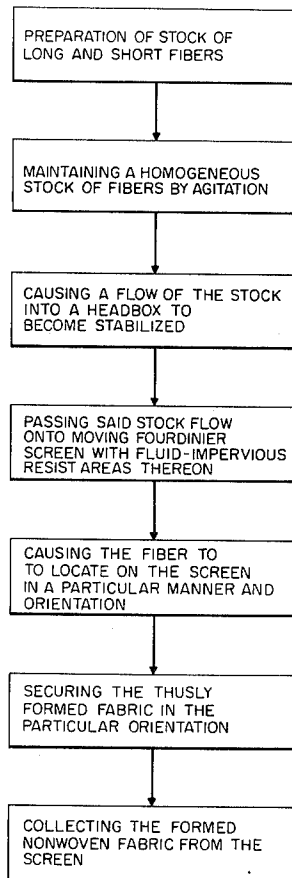 PREPARATION OF STOCK OF
LONG AND SHORT FIBERS
MAINTAINING A HOMOGENEOUS
STOCK OF FIBERS BY AGITATION
CAUSING A FLOW OF THE STOCK
INTO A HEADBOX TO
BECOME STABILIZED
PASSING SAID STOCK FLOW
ONTO MOVING FOURDINIER
SCREEN WITH FLUID-IMPERVIOUS
RESIST AREAS THEREON
CAUSING THE FIBER TO
TO LOCATE ON THE SCREEN
IN A PARTICULAR MANNER AND
ORIENTATION
SECURING THE THUSLY
FORMED FABRIC IN THE
PARTICULAR ORIENTATION
COLLECTING THE FORMED
NONWOVEN FABRIC FROM THE
SCREEN